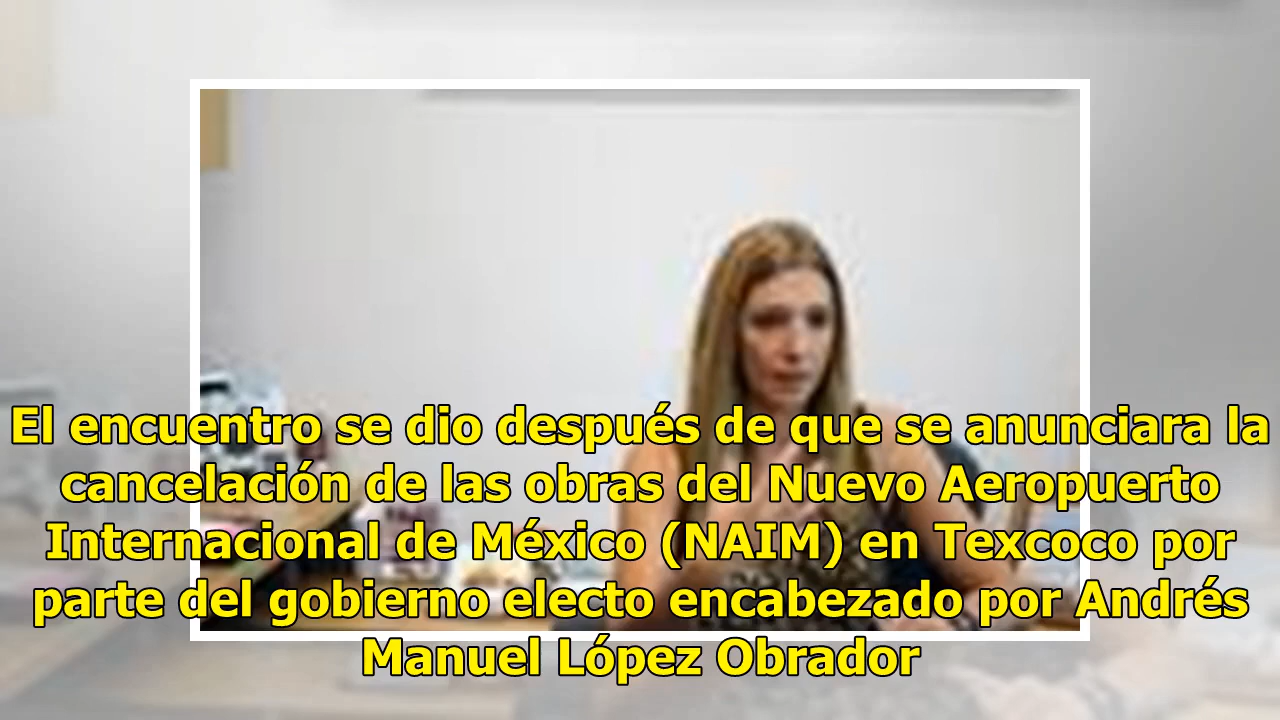 El encuentro se dio después de que se anunciara la
cancelación de las obras del Nuevo Aeropuerto
Internacional de México (NAIM) en Texcoco por
parte del gobierno electo encabezado por Andrés
Manuel López Obrador